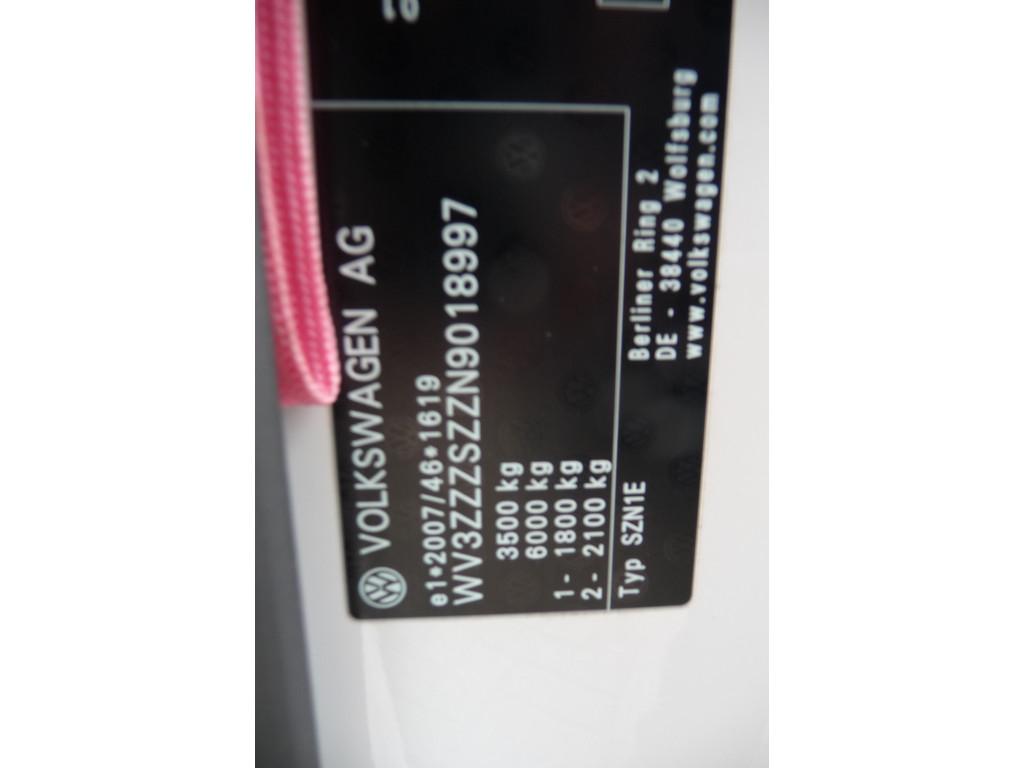 VOLKSWAGEN AG
e1*2007/46*1619
WV3ZZZSZZN9018997
3500 kg
6000 kg
1- 1800 kg
2- 2100 kg
Typ SZN1E
Berliner Ring 2
DE - 38440 Wolfsburg
www.volkswagen.com